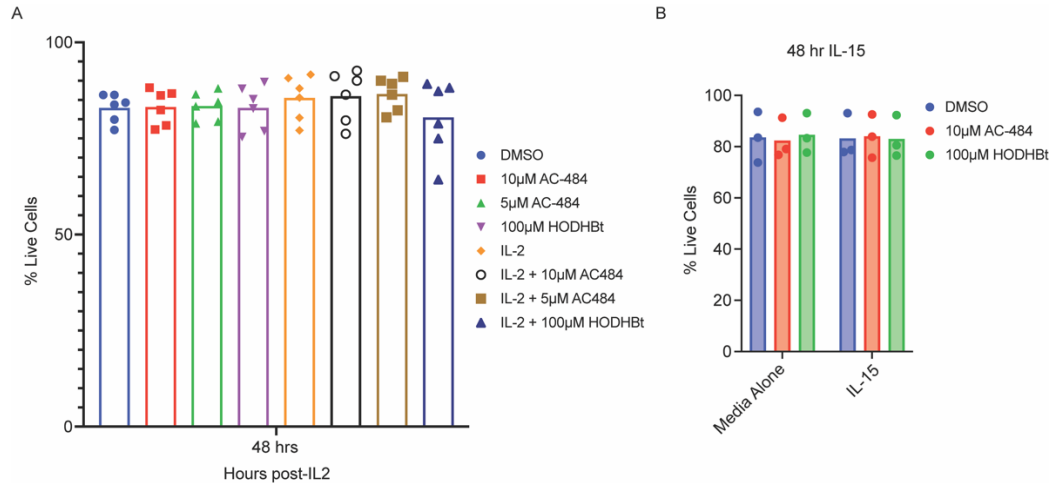 A
% Live Cells
100
50
0
48 hrs
Hours post-IL2
DMSO
10µM AC-484
5µM AC-484
100µM HODHBt
IL-2
IL-2 + 10µM AC484
IL-2 + 5µM AC484
IL-2 + 100µM HODHBt
B
48 hr IL-15
% Live Cells
100
80
60
40
20
0
Media Alone
IL-15
DMSO
10µM AC-484
100µM HODHBt